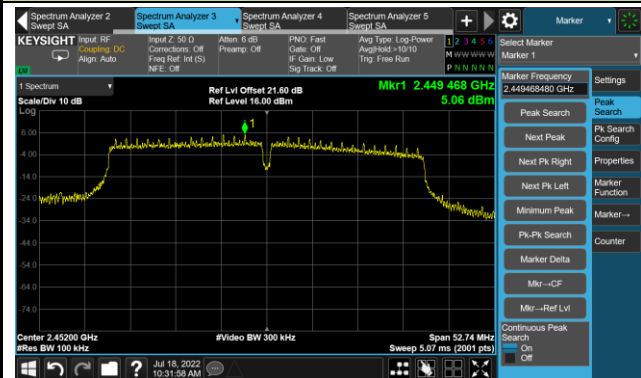 Spectrum Analyzer 2
Swept SA
Spectrum Analyzer 3
Swept SA
Spectrum Analyzer 4
Swept SA
Spectrum Analyzer 5
Swept SA
Marker
KEYSIGHT
Input: RF
Coupling: DC
Align: Auto
Input Z: 50 Ω
Corrections: Off
Freq Ref: Int (S)
NFE: Off
Atten: 6 dB
Preamp: Off
PNO: Fast
Gate: Off
IF Gain: Low
Sig Track: Off
Avg Type: Log-Power
Avg|Hold:>10/10
Trig: Free Run
1 2 3 4 5 6
M W W W W W
P N N N N N
LVI
Select Marker
Marker 1
1 Spectrum
Scale/Div 10 dB
Log
Ref Lvl Offset 21.60 dB
Ref Level 16.00 dBm
Mkr1 2.449 468 GHz
5.06 dBm
1
6.00
-4.00
-14.0
-24.0
-34.0
-44.0
-54.0
-64.0
-74.0
Center 2.45200 GHz
#Res BW 100 kHz
#Video BW 300 kHz
Span 52.74 MHz
Sweep 5.07 ms (2001 pts)
Marker Frequency
2.449468480 GHz
Peak Search
Next Peak
Next Pk Right
Next Pk Left
Minimum Peak
Pk-Pk Search
Marker Delta
Mkr→CF
Mkr→Ref Lvl
Continuous Peak
Search
On
Off
Settings
Peak
Search
Pk Search
Config
Properties
Marker
Function
Marker→
Counter
Jul 18, 2022
10:31:58 AM